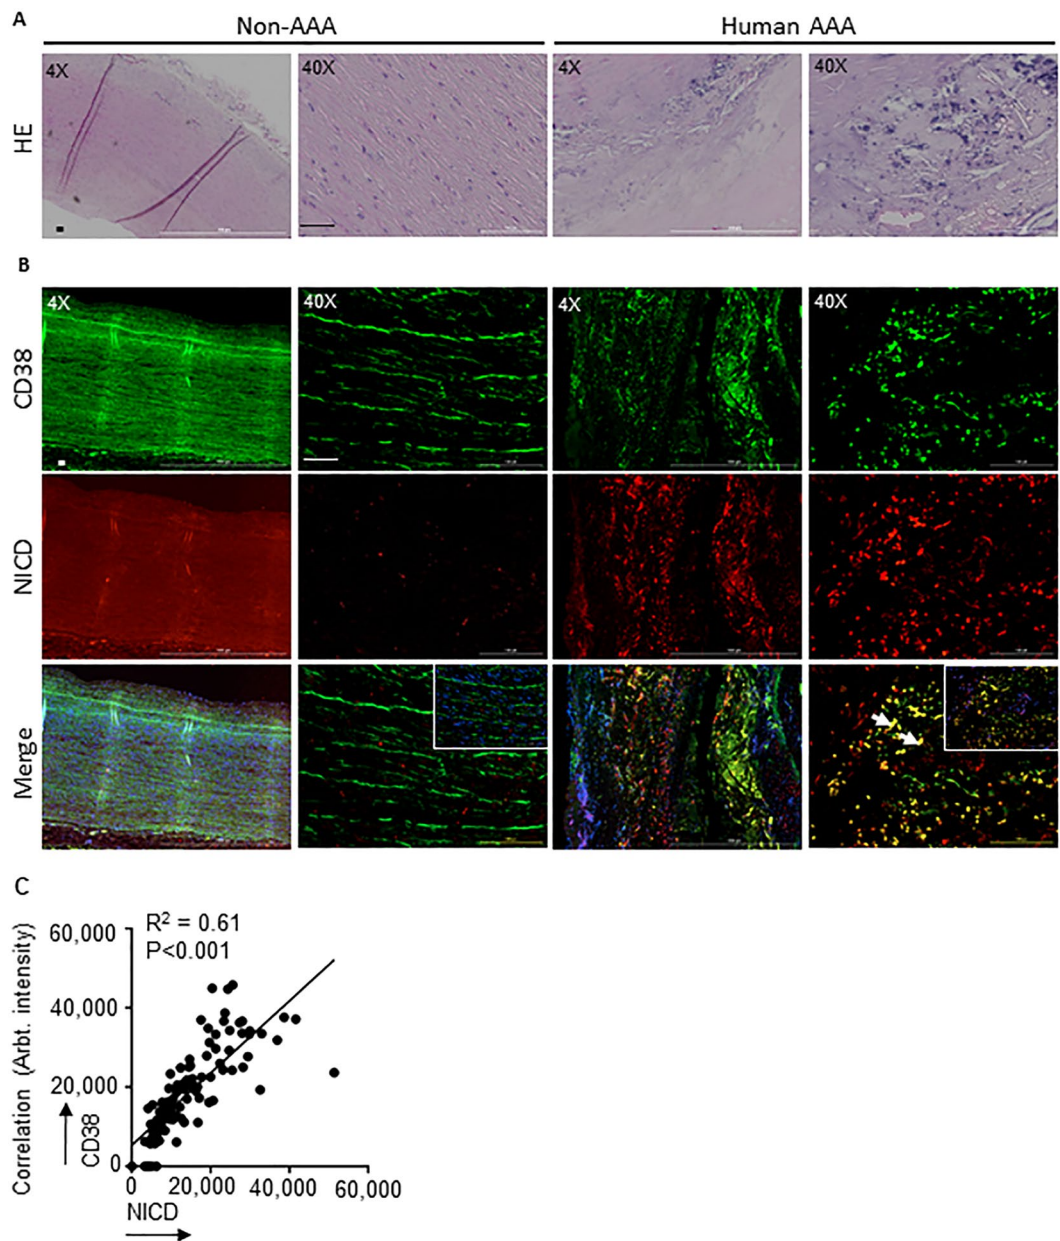 A
Non-AAA
Human AAA
HE
4X
40X
4X
40X
B
CD38
4X
40X
4X
40X
NICD
Merge
C
R² = 0.61
P<0.001
Correlation (Arbt. intensity)
CD38
60,000
40,000
20,000
0
0
20,000
40,000
60,000
NICD